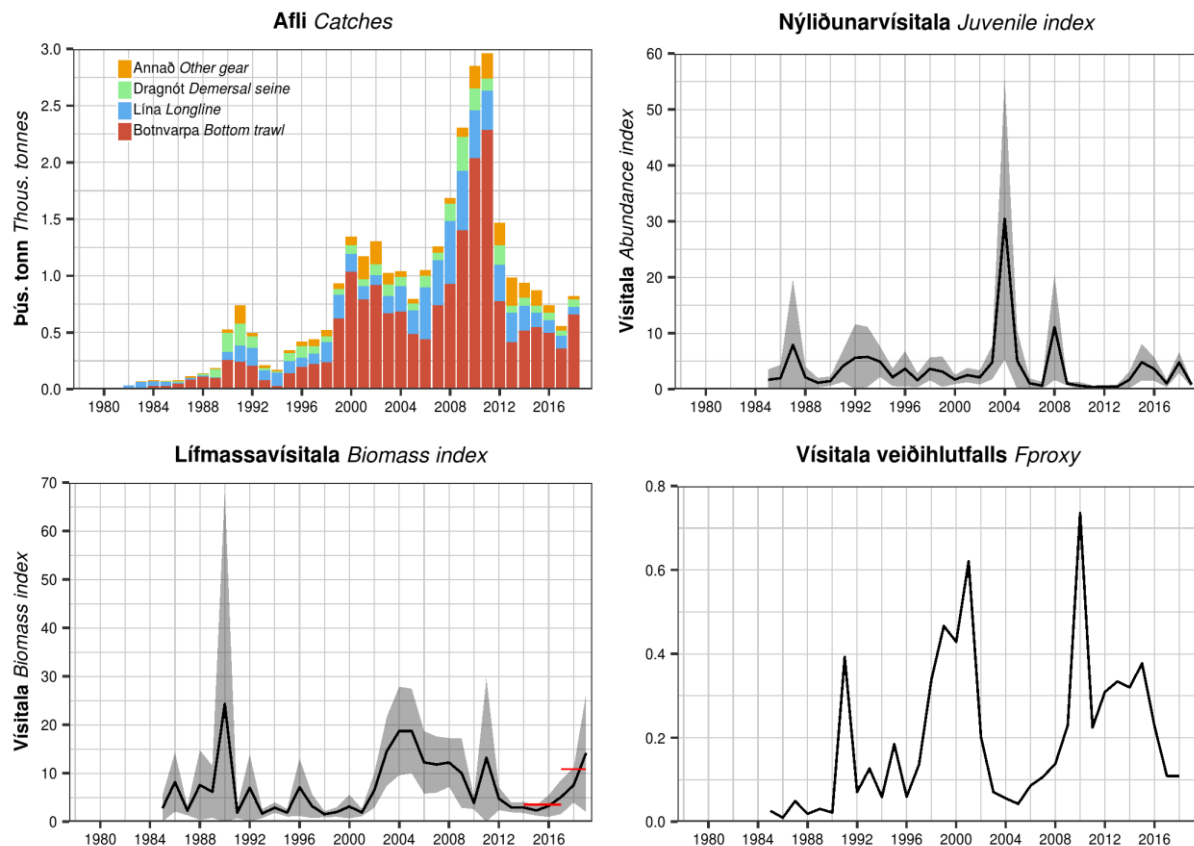 Afli Catches
Þús. tonn Thous. tonnes
3.0
2.5
2.0
1.5
1.0
0.5
0.0
Annað Other gear
Dragnót Demersal seine
Lína Longline
Botnvarpa Bottom trawl
1980 1984 1988 1992 1996 2000 2004 2008 2012 2016
Nýliðunarvísitala Juvenile index
Vísitala Abundance index
60
50
40
30
20
10
0
1980 1984 1988 1992 1996 2000 2004 2008 2012 2016
Lífmassavísitala Biomass index
Vísitala Biomass index
70
60
50
40
30
20
10
0
1980 1984 1988 1992 1996 2000 2004 2008 2012 2016
Vísitala veiðihlutfalls Fproxy
0.8
0.6
0.4
0.2
0.0
1980 1984 1988 1992 1996 2000 2004 2008 2012 2016